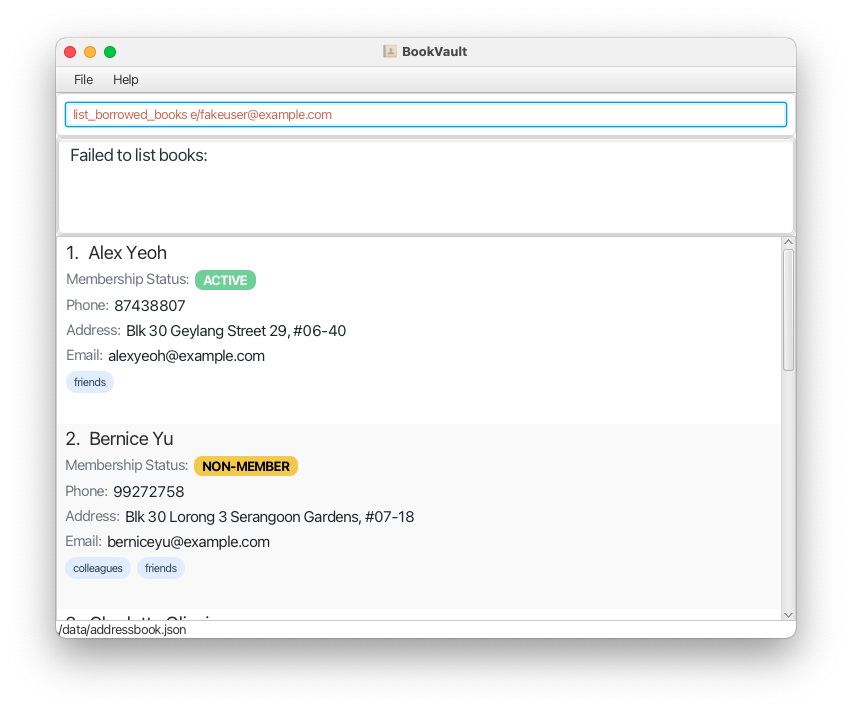 BookVault
File Help
list_borrowed_books e/fakeuser@example.com
Failed to list books:
1. Alex Yeoh
Membership Status: ACTIVE
Phone: 87438807
Address: Blk 30 Geylang Street 29, #06-40
Email: alexyeoh@example.com
friends
2. Bernice Yu
Membership Status: NON-MEMBER
Phone: 99272758
Address: Blk 30 Lorong 3 Serangoon Gardens, #07-18
Email: berniceyu@example.com
colleagues friends
/data/addressbook.json